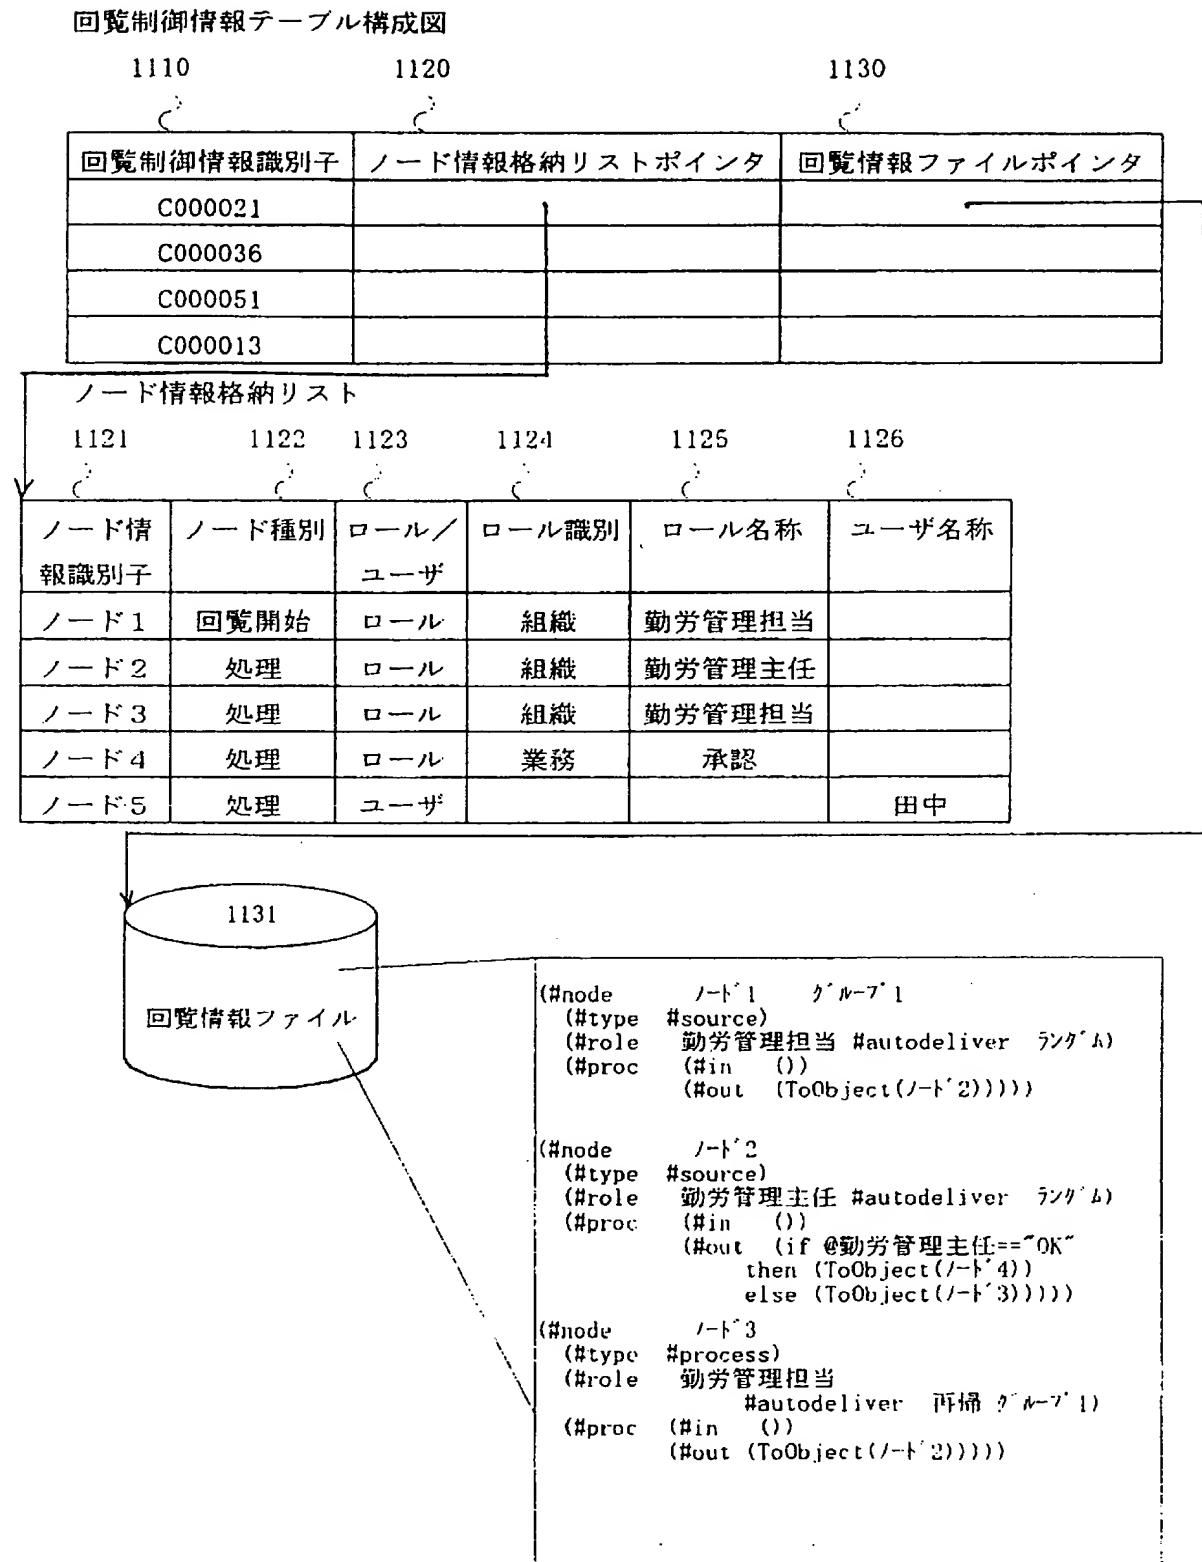 回覧制御情報テーブル構成図
1110 1120 1130
回覧制御情報識別子 ノード情報格納リストポインタ 回覧情報ファイルポインタ
C000021
C000036
C000051
C000013
ノード情報格納リスト
1121 1122 1123 1124 1125 1126
ノード情 ノード種別 ロール／ ロール識別 ロール名称 ユーザ名称
報識別子 ユーザ
ノード1 回覧開始 ロール 組織 勤労管理担当
ノード2 処理 ロール 組織 勤労管理主任
ノード3 処理 ロール 組織 勤労管理担当
ノード4 処理 ロール 業務 承認
ノード5 処理 ユーザ 田中
1131
回覧情報ファイル
(#node ﾉｰﾄﾞ1 ｸﾞﾙｰﾌﾟ1
(#type #source)
(#role 勤労管理担当 #autodeliver ﾗﾝﾀﾞﾑ)
(#proc (#in ())
(#out (ToObject(ﾉｰﾄﾞ2)))))
(#node ﾉｰﾄﾞ2
(#type #source)
(#role 勤労管理主任 #autodeliver ﾗﾝﾀﾞﾑ)
(#proc (#in ())
(#out (if @勤労管理主任=="OK"
then (ToObject(ﾉｰﾄﾞ4))
else (ToObject(ﾉｰﾄﾞ3)))))
(#node ﾉｰﾄﾞ3
(#type #process)
(#role 勤労管理担当
#autodeliver 再帰 ｸﾞﾙｰﾌﾟ1)
(#proc (#in ())
(#out (ToObject(ﾉｰﾄﾞ2)))))